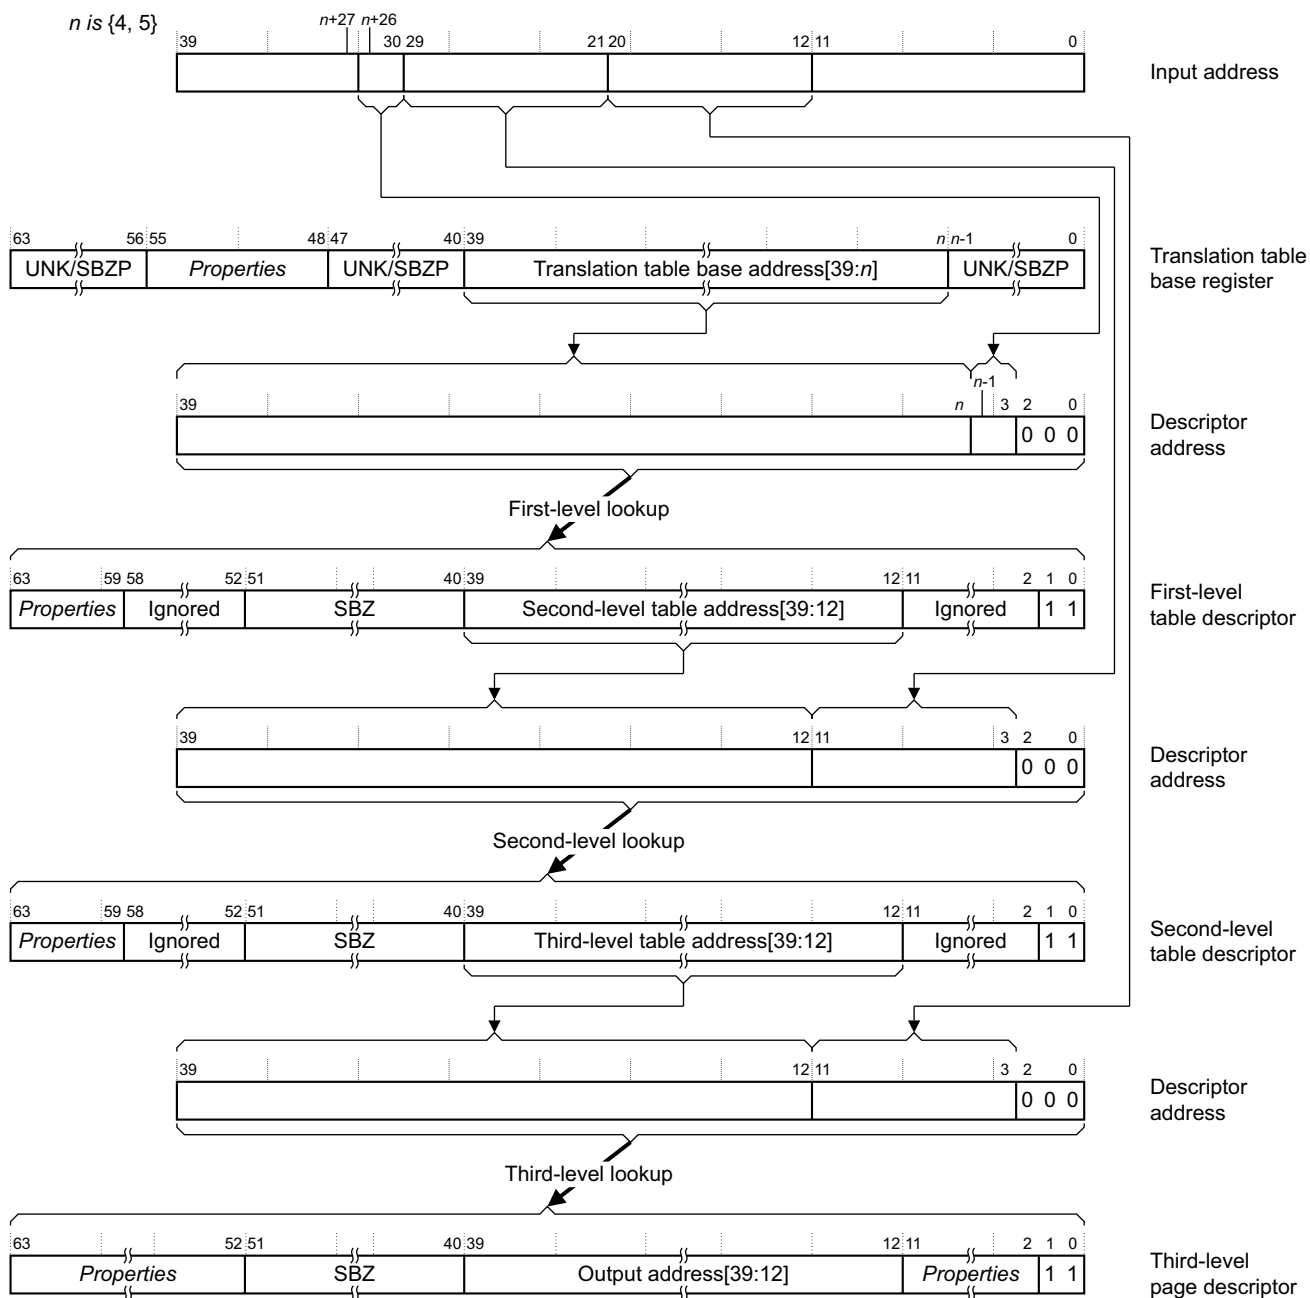 n is {4, 5}
n+27 n+26
39 30 29 21 20 12 11 0
Input address
63 56 55 48 47 40 39 n n-1 0
UNK/SBZP Properties UNK/SBZP Translation table base address[39:n] UNK/SBZP
Translation table
base register
n-1
39 n 3 2 0
0 0 0
Descriptor
address
First-level lookup
63 59 58 52 51 40 39 12 11 2 1 0
Properties Ignored SBZ Second-level table address[39:12] Ignored 1 1
First-level
table descriptor
39 12 11 3 2 0
0 0 0
Descriptor
address
Second-level lookup
63 59 58 52 51 40 39 12 11 2 1 0
Properties Ignored SBZ Third-level table address[39:12] Ignored 1 1
Second-level
table descriptor
39 12 11 3 2 0
0 0 0
Descriptor
address
Third-level lookup
63 52 51 40 39 12 11 2 1 0
Properties SBZ Output address[39:12] Properties 1 1
Third-level
page descriptor